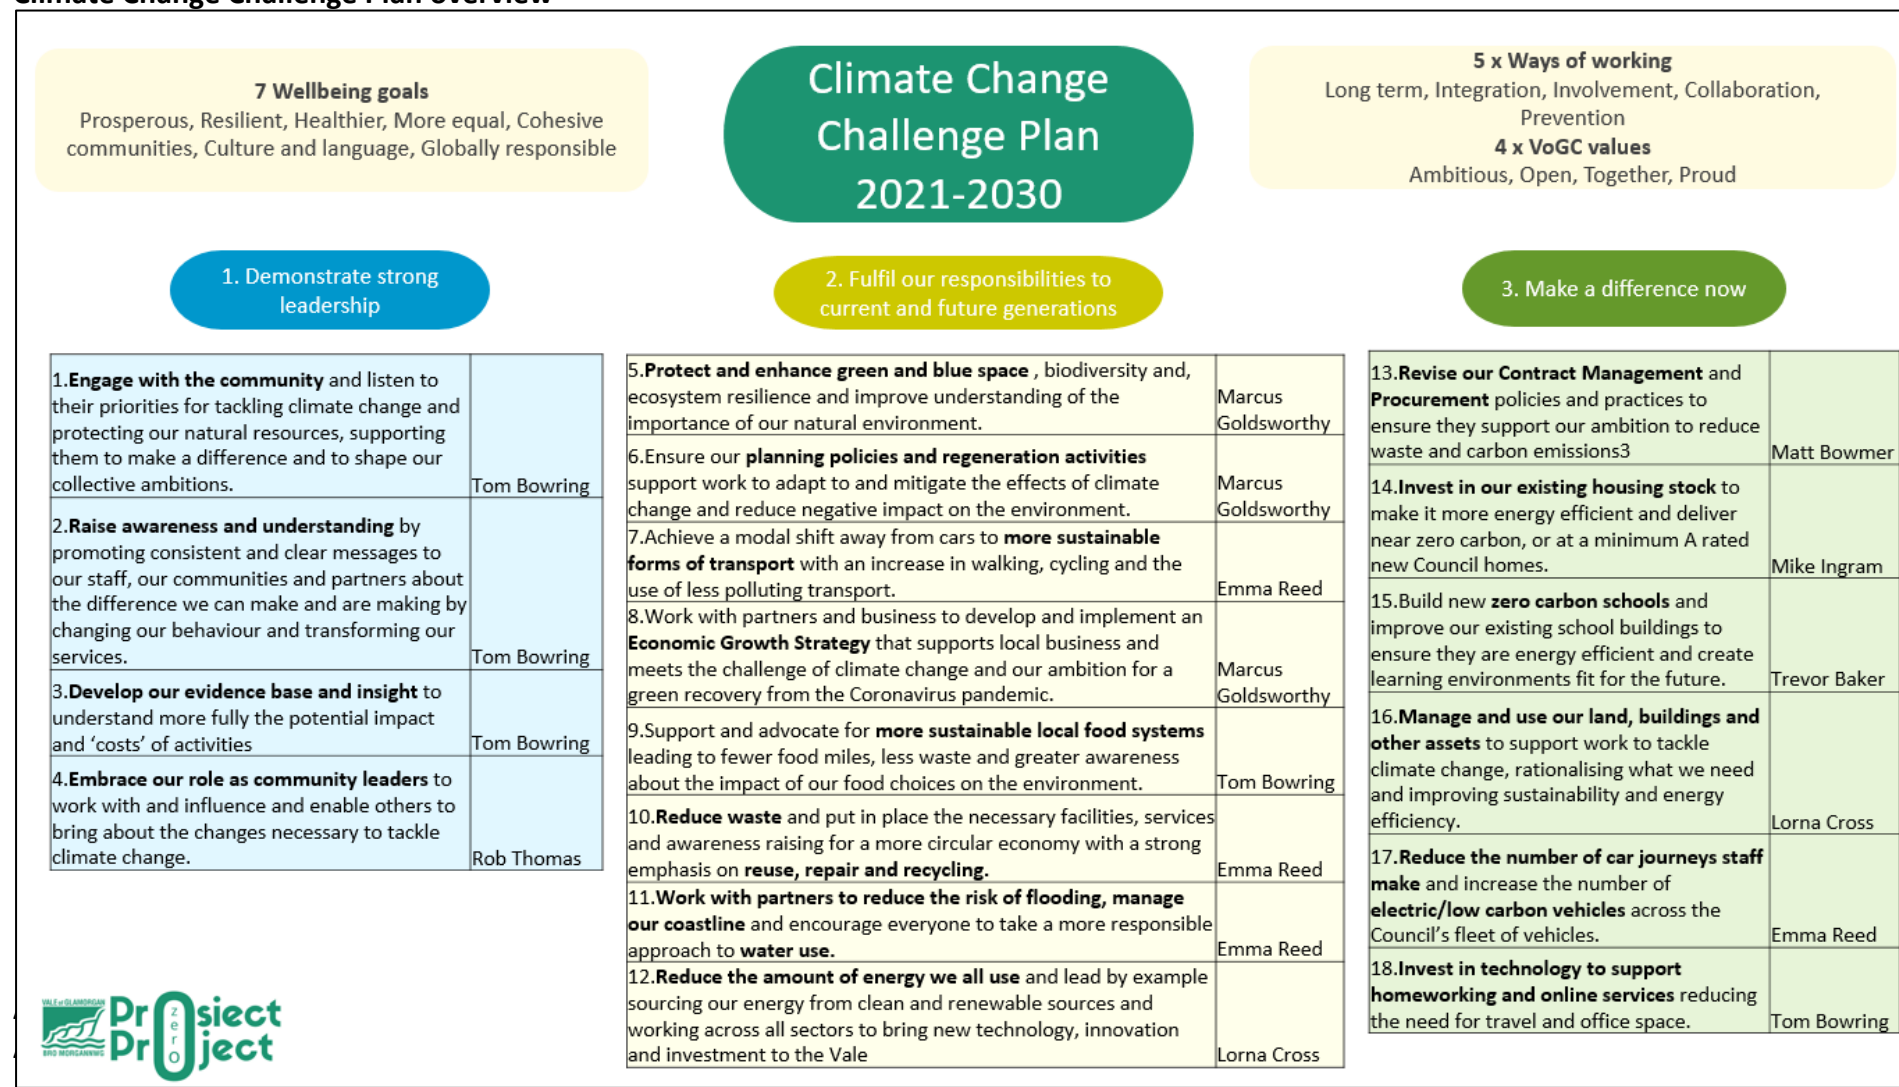 Climate Change Challenge Plan overview
7 Wellbeing goals
Prosperous, Resilient, Healthier, More equal, Cohesive
communities, Culture and language, Globally responsible
Climate Change
Challenge Plan
2021-2030
5 x Ways of working
Long term, Integration, Involvement, Collaboration,
Prevention
4 x VoGC values
Ambitious, Open, Together, Proud
1. Demonstrate strong
leadership
1.Engage with the community and listen to
their priorities for tackling climate change and
protecting our natural resources, supporting
them to make a difference and to shape our
collective ambitions.
Tom Bowring
2.Raise awareness and understanding by
promoting consistent and clear messages to
our staff, our communities and partners about
the difference we can make and are making by
changing our behaviour and transforming our
services.
Tom Bowring
3.Develop our evidence base and insight to
understand more fully the potential impact
and ‘costs’ of activities
Tom Bowring
4.Embrace our role as community leaders to
work with and influence and enable others to
bring about the changes necessary to tackle
climate change.
Rob Thomas
2. Fulfil our responsibilities to
current and future generations
5.Protect and enhance green and blue space , biodiversity and,
ecosystem resilience and improve understanding of the
importance of our natural environment.
Marcus
Goldsworthy
6.Ensure our planning policies and regeneration activities
support work to adapt to and mitigate the effects of climate
change and reduce negative impact on the environment.
Marcus
Goldsworthy
7.Achieve a modal shift away from cars to more sustainable
forms of transport with an increase in walking, cycling and the
use of less polluting transport.
Emma Reed
8.Work with partners and business to develop and implement an
Economic Growth Strategy that supports local business and
meets the challenge of climate change and our ambition for a
green recovery from the Coronavirus pandemic.
Marcus
Goldsworthy
9.Support and advocate for more sustainable local food systems
leading to fewer food miles, less waste and greater awareness
about the impact of our food choices on the environment.
Tom Bowring
10.Reduce waste and put in place the necessary facilities, services
and awareness raising for a more circular economy with a strong
emphasis on reuse, repair and recycling.
Emma Reed
11.Work with partners to reduce the risk of flooding, manage
our coastline and encourage everyone to take a more responsible
approach to water use.
Emma Reed
12.Reduce the amount of energy we all use and lead by example
sourcing our energy from clean and renewable sources and
working across all sectors to bring new technology, innovation
and investment to the Vale
Lorna Cross
3. Make a difference now
13.Revise our Contract Management and
Procurement policies and practices to
ensure they support our ambition to reduce
waste and carbon emissions3
Matt Bowmer
14.Invest in our existing housing stock to
make it more energy efficient and deliver
near zero carbon, or at a minimum A rated
new Council homes.
Mike Ingram
15.Build new zero carbon schools and
improve our existing school buildings to
ensure they are energy efficient and create
learning environments fit for the future.
Trevor Baker
16.Manage and use our land, buildings and
other assets to support work to tackle
climate change, rationalising what we need
and improving sustainability and energy
efficiency.
Lorna Cross
17.Reduce the number of car journeys staff
make and increase the number of
electric/low carbon vehicles across the
Council’s fleet of vehicles.
Emma Reed
18.Invest in technology to support
homeworking and online services reducing
the need for travel and office space.
Tom Bowring
VALE of GLAMORGAN
BRO MORGANNWG
Prosiect
zero
Project